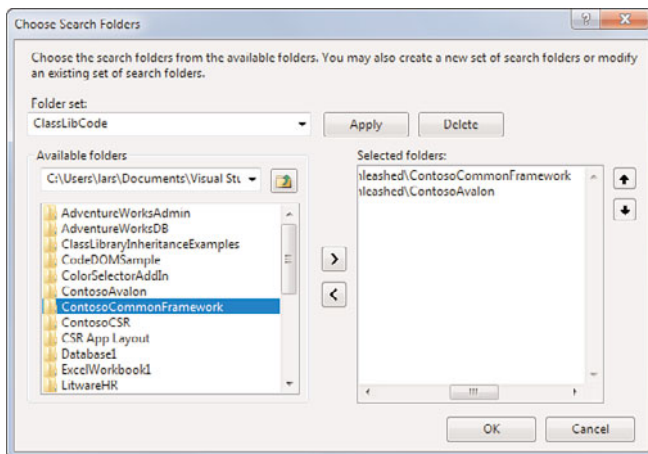 Choose Search Folders
Choose the search folders from the available folders. You may also create a new set of search folders or modify
an existing set of search folders.
Folder set:
ClassLibCode
Apply
Delete
Available folders
C:\Users\lars\Documents\Visual Stu
AdventureWorksAdmin
AdventureWorksDB
ClassLibraryInheritanceExamples
CodeDOMSample
ColorSelectorAddIn
ContosoAvalon
ContosoCommonFramework
ContosoCSR
CSR App Layout
Database1
ExcelWorkbook1
LitwareHR
Selected folders:
nleashed\ContosoCommonFramework
nleashed\ContosoAvalon
OK
Cancel